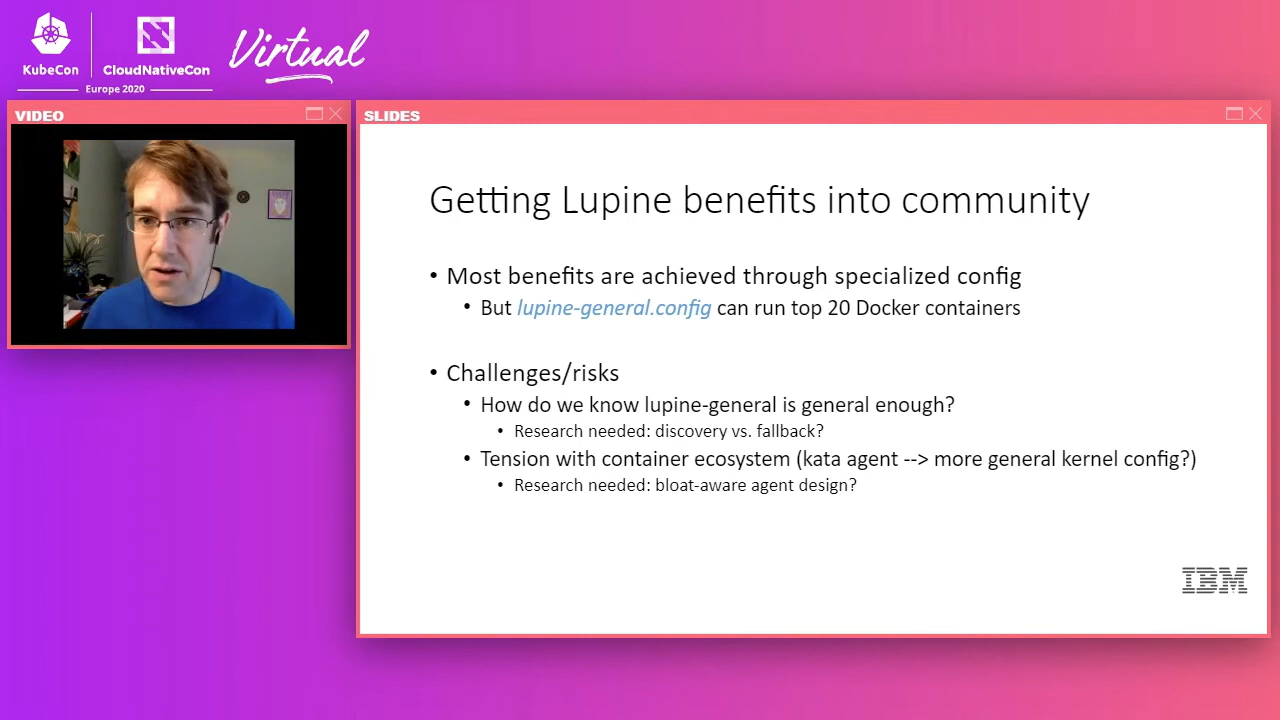 KubeCon
CloudNativeCon
Europe 2020
Virtual
VIDEO
SLIDES
Getting Lupine benefits into community
• Most benefits are achieved through specialized config
• But lupine-general.config can run top 20 Docker containers
• Challenges/risks
• How do we know lupine-general is general enough?
• Research needed: discovery vs. fallback?
• Tension with container ecosystem (kata agent --> more general kernel config?)
• Research needed: bloat-aware agent design?
IBM